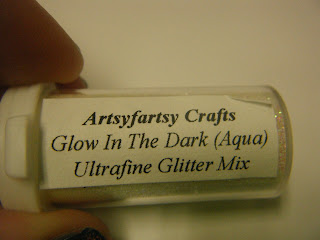 Artsyfartsy Crafts
Glow In The Dark (Aqua)
Ultrafine Glitter Mix